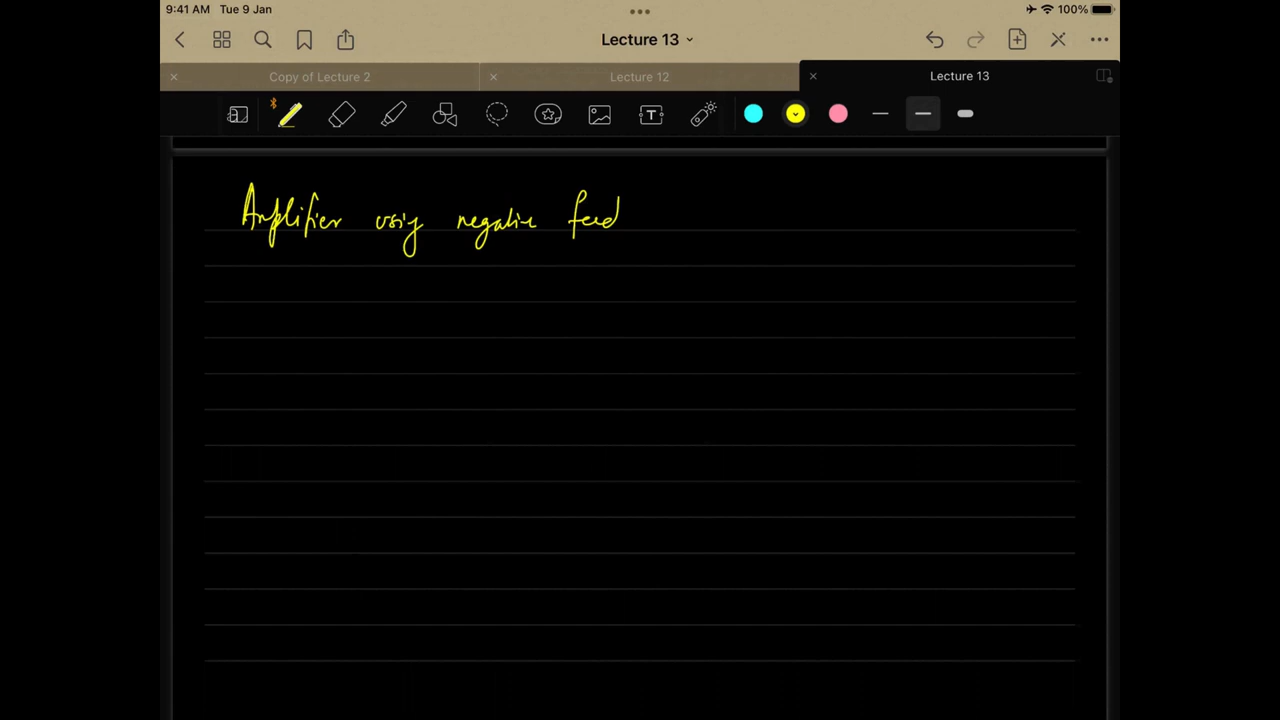 9:41 AM Tue 9 Jan 100%
Lecture 13
Copy of Lecture 2 Lecture 12 Lecture 13
T
Amplifier using negative feed